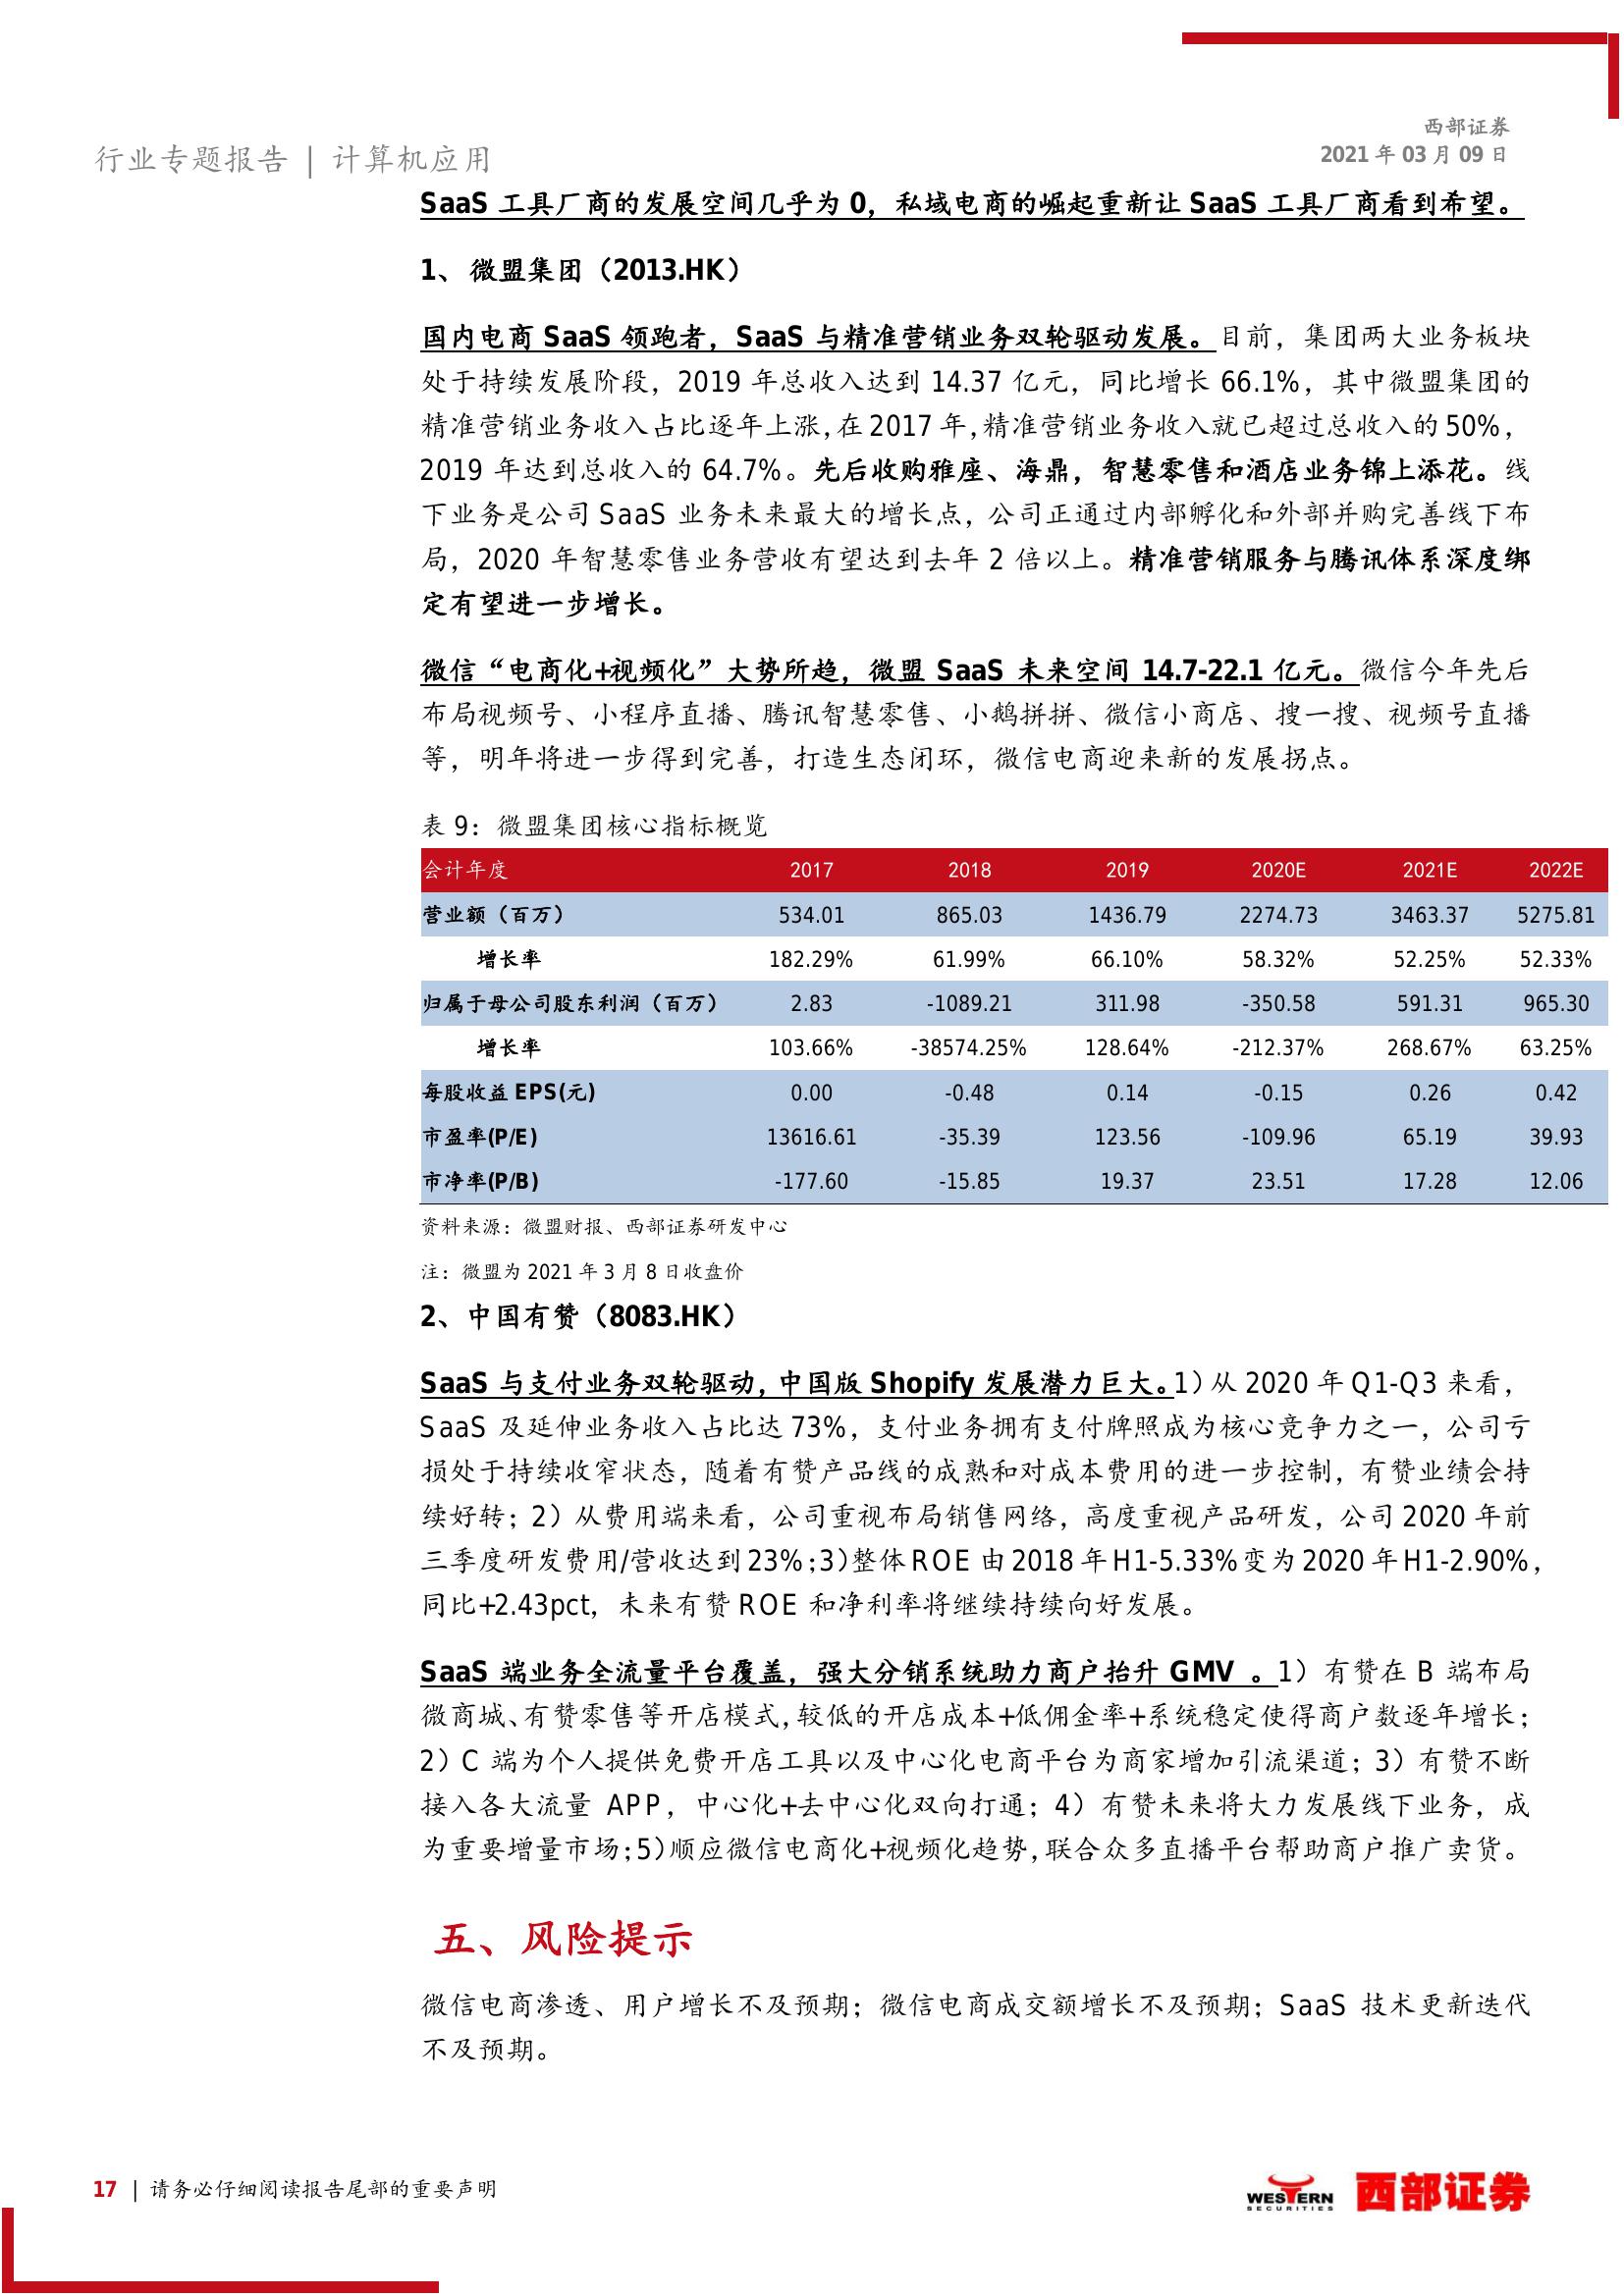 西部证券
2021 年 03 月 09 日
行业专题报告 | 计算机应用
SaaS 工具厂商的发展空间几乎为 0，私域电商的崛起重新让 SaaS 工具厂商看到希望。
1、 微盟集团（2013.HK）
国内电商 SaaS 领跑者，SaaS 与精准营销业务双轮驱动发展。目前，集团两大业务板块
处于持续发展阶段，2019 年总收入达到 14.37 亿元，同比增长 66.1%，其中微盟集团的
精准营销业务收入占比逐年上涨，在 2017 年，精准营销业务收入就已超过总收入的 50%，
2019 年达到总收入的 64.7%。先后收购雅座、海鼎，智慧零售和酒店业务锦上添花。线
下业务是公司 SaaS 业务未来最大的增长点，公司正通过内部孵化和外部并购完善线下布
局，2020 年智慧零售业务营收有望达到去年 2 倍以上。精准营销服务与腾讯体系深度绑
定有望进一步增长。
微信“电商化+视频化”大势所趋，微盟 SaaS 未来空间 14.7-22.1 亿元。微信今年先后
布局视频号、小程序直播、腾讯智慧零售、小鹅拼拼、微信小商店、搜一搜、视频号直播
等，明年将进一步得到完善，打造生态闭环，微信电商迎来新的发展拐点。
表 9：微盟集团核心指标概览
会计年度 2017 2018 2019 2020E 2021E 2022E
营业额（百万） 534.01 865.03 1436.79 2274.73 3463.37 5275.81
增长率 182.29% 61.99% 66.10% 58.32% 52.25% 52.33%
归属于母公司股东利润（百万） 2.83 -1089.21 311.98 -350.58 591.31 965.30
增长率 103.66% -38574.25% 128.64% -212.37% 268.67% 63.25%
每股收益 EPS(元) 0.00 -0.48 0.14 -0.15 0.26 0.42
市盈率(P/E) 13616.61 -35.39 123.56 -109.96 65.19 39.93
市净率(P/B) -177.60 -15.85 19.37 23.51 17.28 12.06
资料来源：微盟财报、西部证券研发中心
注：微盟为 2021 年 3 月 8 日收盘价
2、中国有赞（8083.HK）
SaaS 与支付业务双轮驱动，中国版 Shopify 发展潜力巨大。1）从 2020 年 Q1-Q3 来看，
SaaS 及延伸业务收入占比达 73%，支付业务拥有支付牌照成为核心竞争力之一，公司亏
损处于持续收窄状态，随着有赞产品线的成熟和对成本费用的进一步控制，有赞业绩会持
续好转；2）从费用端来看，公司重视布局销售网络，高度重视产品研发，公司 2020 年前
三季度研发费用/营收达到 23%；3）整体 ROE 由 2018 年 H1-5.33%变为 2020 年 H1-2.90%，
同比+2.43pct，未来有赞 ROE 和净利率将继续持续向好发展。
SaaS 端业务全流量平台覆盖，强大分销系统助力商户抬升 GMV 。1）有赞在 B 端布局
微商城、有赞零售等开店模式，较低的开店成本+低佣金率+系统稳定使得商户数逐年增长；
2）C 端为个人提供免费开店工具以及中心化电商平台为商家增加引流渠道；3）有赞不断
接入各大流量 APP，中心化+去中心化双向打通；4）有赞未来将大力发展线下业务，成
为重要增量市场；5）顺应微信电商化+视频化趋势，联合众多直播平台帮助商户推广卖货。
五、风险提示
微信电商渗透、用户增长不及预期；微信电商成交额增长不及预期；SaaS 技术更新迭代
不及预期。
17 | 请务必仔细阅读报告尾部的重要声明
WESTERN
SECURITIES
西部证券